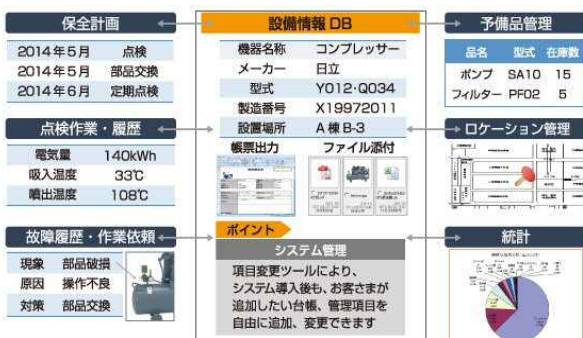 保全計画
2014年5月 点検
2014年5月 部品交換
2014年6月 定期点検
点検作業・履歴
電気量 140kWh
吸入温度 33℃
噴出温度 108℃
故障履歴・作業依頼
現象 部品破損
原因 操作不良
対策 部品交換
設備情報DB
機器名称 コンプレッサー
メーカー 日立
型式 Y012・Q034
製造番号 X19972011
設置場所 A棟B-3
帳票出力 ファイル添付
ポイント
システム管理
項目変更ツールにより、
システム導入後も、お客さまが
追加したい台帳、管理項目を
自由に追加、変更できます
予備品管理
品名 型式 在庫数
ポンプ SA10 15
フィルター PF02 5
ロケーション管理
統計